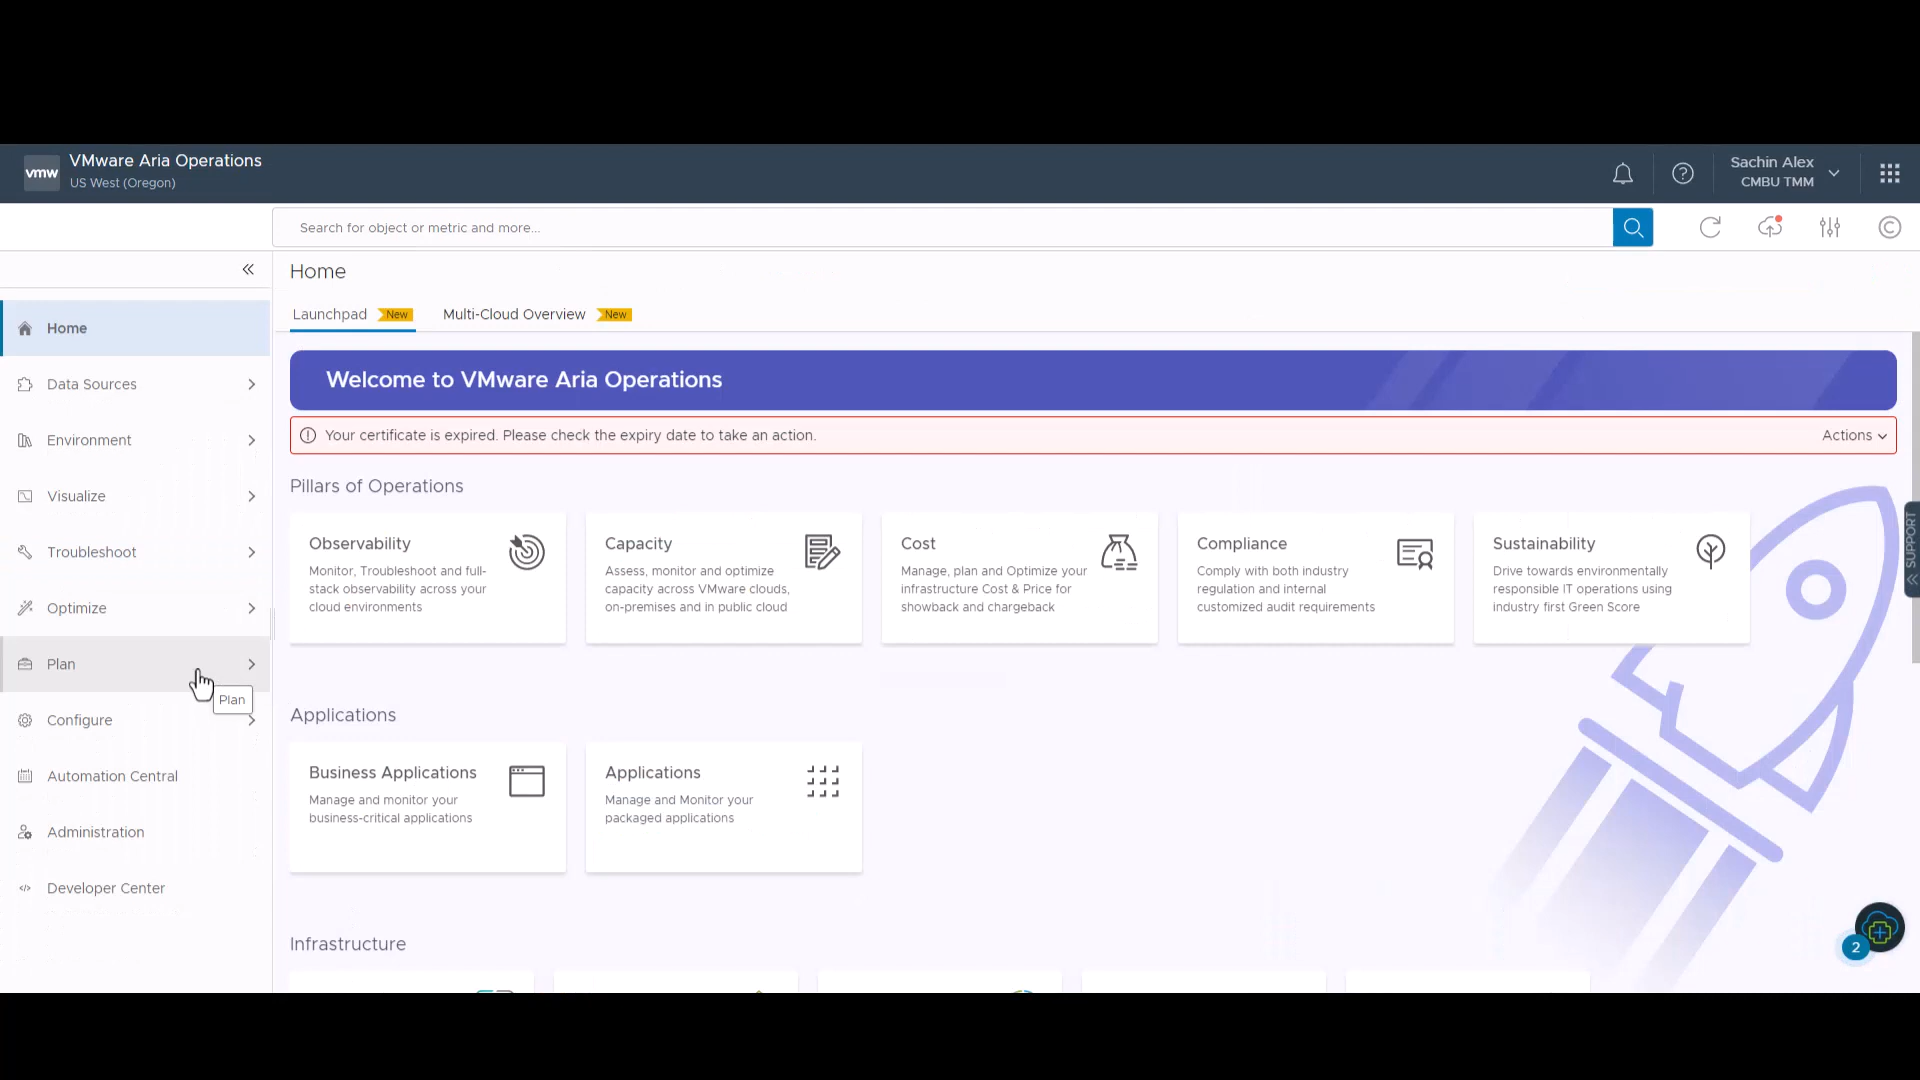 vmw
VMware Aria Operations
US West (Oregon)
Sachin Alex
CMBU TMM
Search for object or metric and more...
Home
Launchpad New
Multi-Cloud Overview New
Home
Data Sources
Environment
Visualize
Troubleshoot
Optimize
Plan
Plan
Configure
Automation Central
Administration
Developer Center
Welcome to VMware Aria Operations
Your certificate is expired. Please check the expiry date to take an action.
Actions
Pillars of Operations
Observability
Monitor, Troubleshoot and full-
stack observability across your
cloud environments
Capacity
Assess, monitor and optimize
capacity across VMware clouds,
on-premises and in public cloud
Cost
Manage, plan and Optimize your
infrastructure Cost & Price for
showback and chargeback
Compliance
Comply with both industry
regulation and internal
customized audit requirements
Sustainability
Drive towards environmentally
responsible IT operations using
industry first Green Score
SUPPORT
Applications
Business Applications
Manage and monitor your
business-critical applications
Applications
Manage and Monitor your
packaged applications
Infrastructure
2